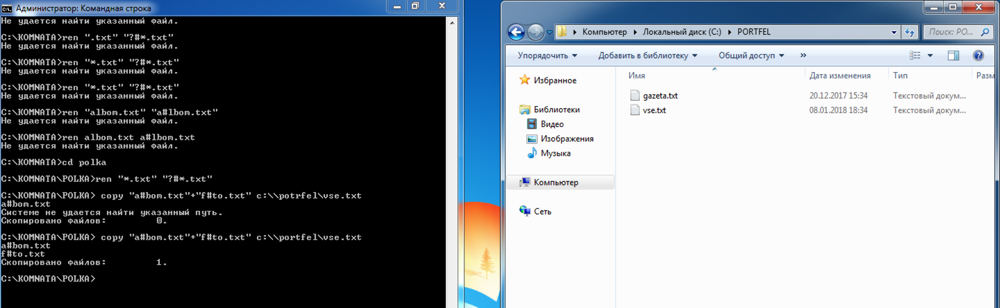 Администратор: Командная строка
Не удается найти указанный файл.
C:\KOMNATA>ren ".txt" "?#*.txt"
Не удается найти указанный файл.
C:\KOMNATA>ren "*.txt" "?#*.txt"
Не удается найти указанный файл.
C:\KOMNATA>ren "*.txt" "?#*.txt"
Не удается найти указанный файл.
C:\KOMNATA>ren "albom.txt" "a#lbom.txt"
Не удается найти указанный файл.
C:\KOMNATA>ren albom.txt a#lbom.txt
Не удается найти указанный файл.
C:\KOMNATA>cd polka
C:\KOMNATA\POLKA>ren "*.txt" "?#*.txt"
C:\KOMNATA\POLKA> copy "a#bom.txt"+"f#to.txt" c:\\potrfel\vse.txt
a#bom.txt
Системе не удается найти указанный путь.
Скопировано файлов: 0.
C:\KOMNATA\POLKA> copy "a#bom.txt"+"f#to.txt" c:\\portfel\vse.txt
a#bom.txt
f#to.txt
Скопировано файлов: 1.
C:\KOMNATA\POLKA>
Компьютер Локальный диск (C:) PORTFEL
Поиск: PO...
Упорядочить Добавить в библиотеку Общий доступ »
Избранное
Библиотеки
Видео
Изображения
Музыка
Компьютер
Сеть
Имя Дата изменения Тип Разм
gazeta.txt 20.12.2017 15:34 Текстовый докум...
vse.txt 08.01.2018 18:34 Текстовый докум...